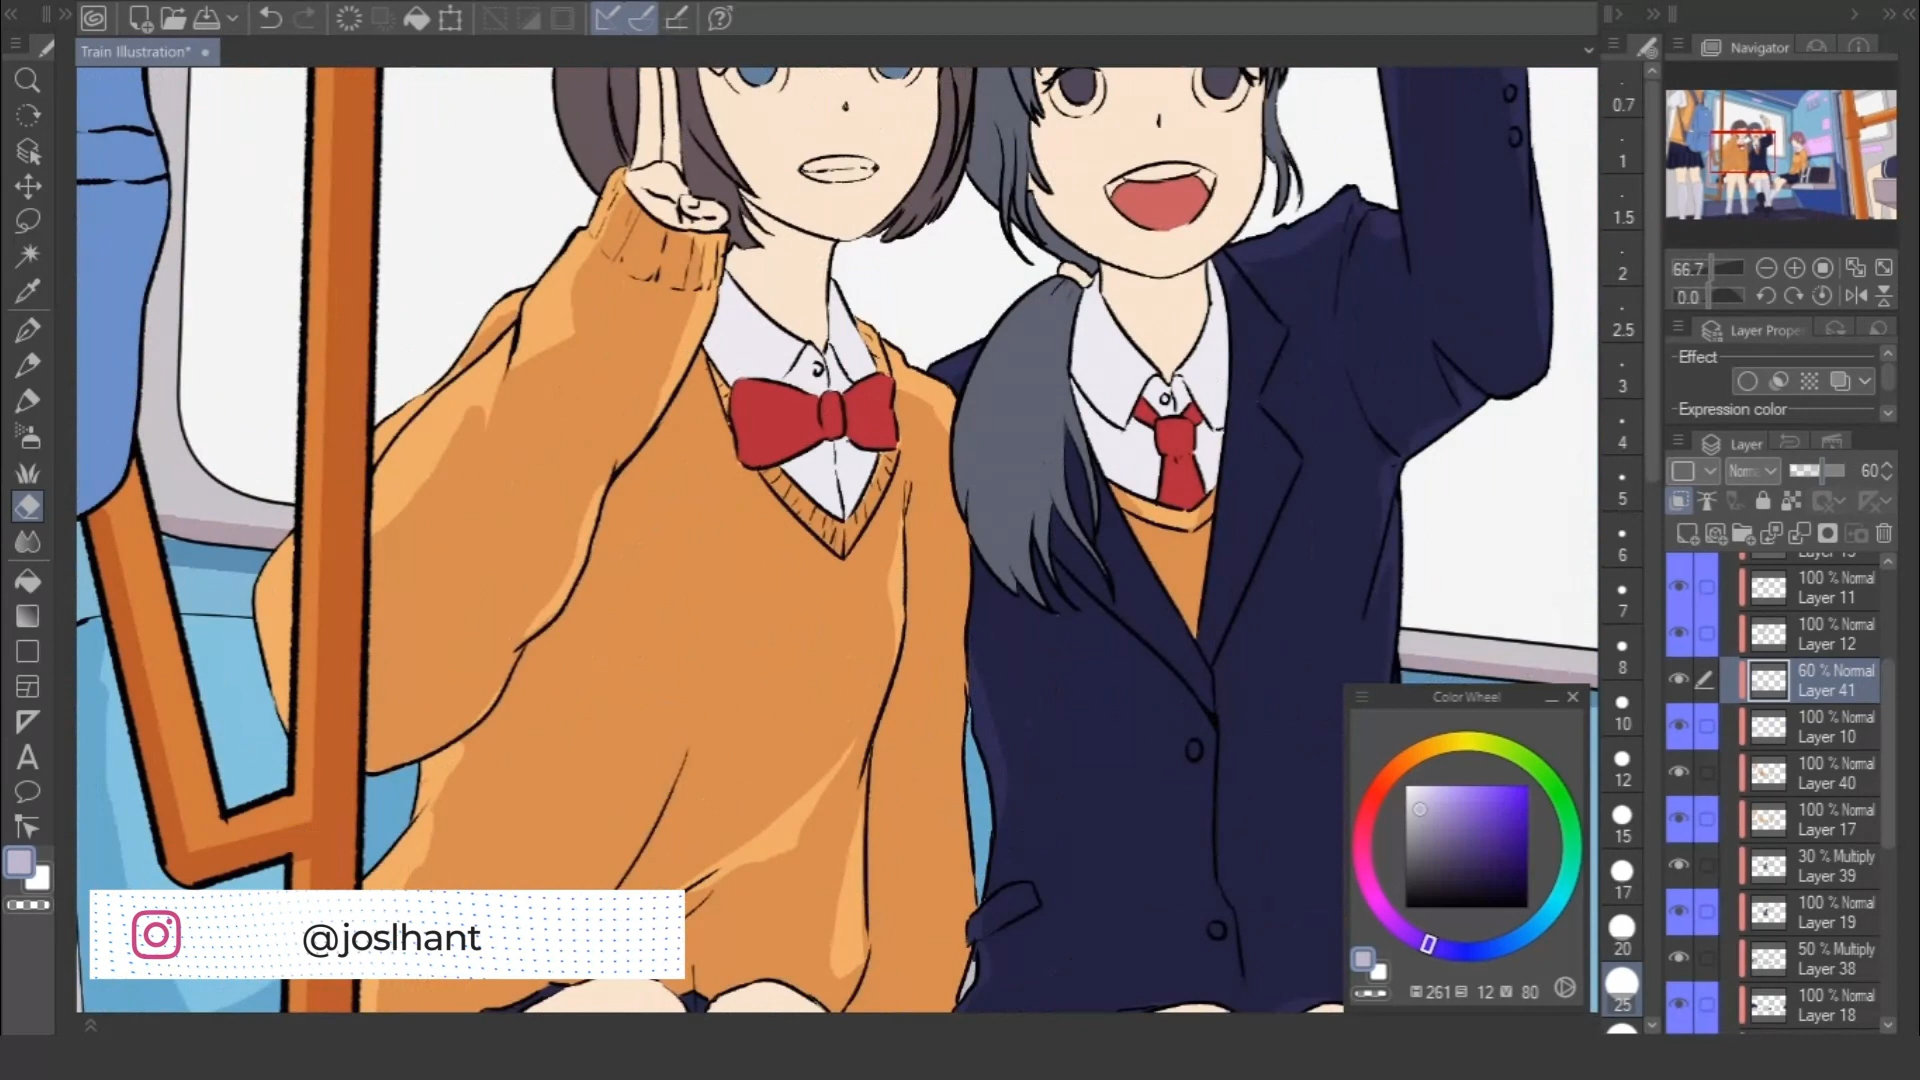 Train Illustration*
Navigator
66.7
0.0
Layer Prope
Effect
Expression color
Layer
Norm
60
100 % Normal
Layer 11
100 % Normal
Layer 12
60 % Normal
Layer 41
100 % Normal
Layer 10
100 % Normal
Layer 40
100 % Normal
Layer 17
30 % Multiply
Layer 39
100 % Normal
Layer 19
50 % Multiply
Layer 38
100 % Normal
Layer 18
0.7
1
1.5
2
2.5
3
4
5
6
7
8
10
12
15
17
20
25
Color Wheel
H 261 S 12 V 80
@joslhant